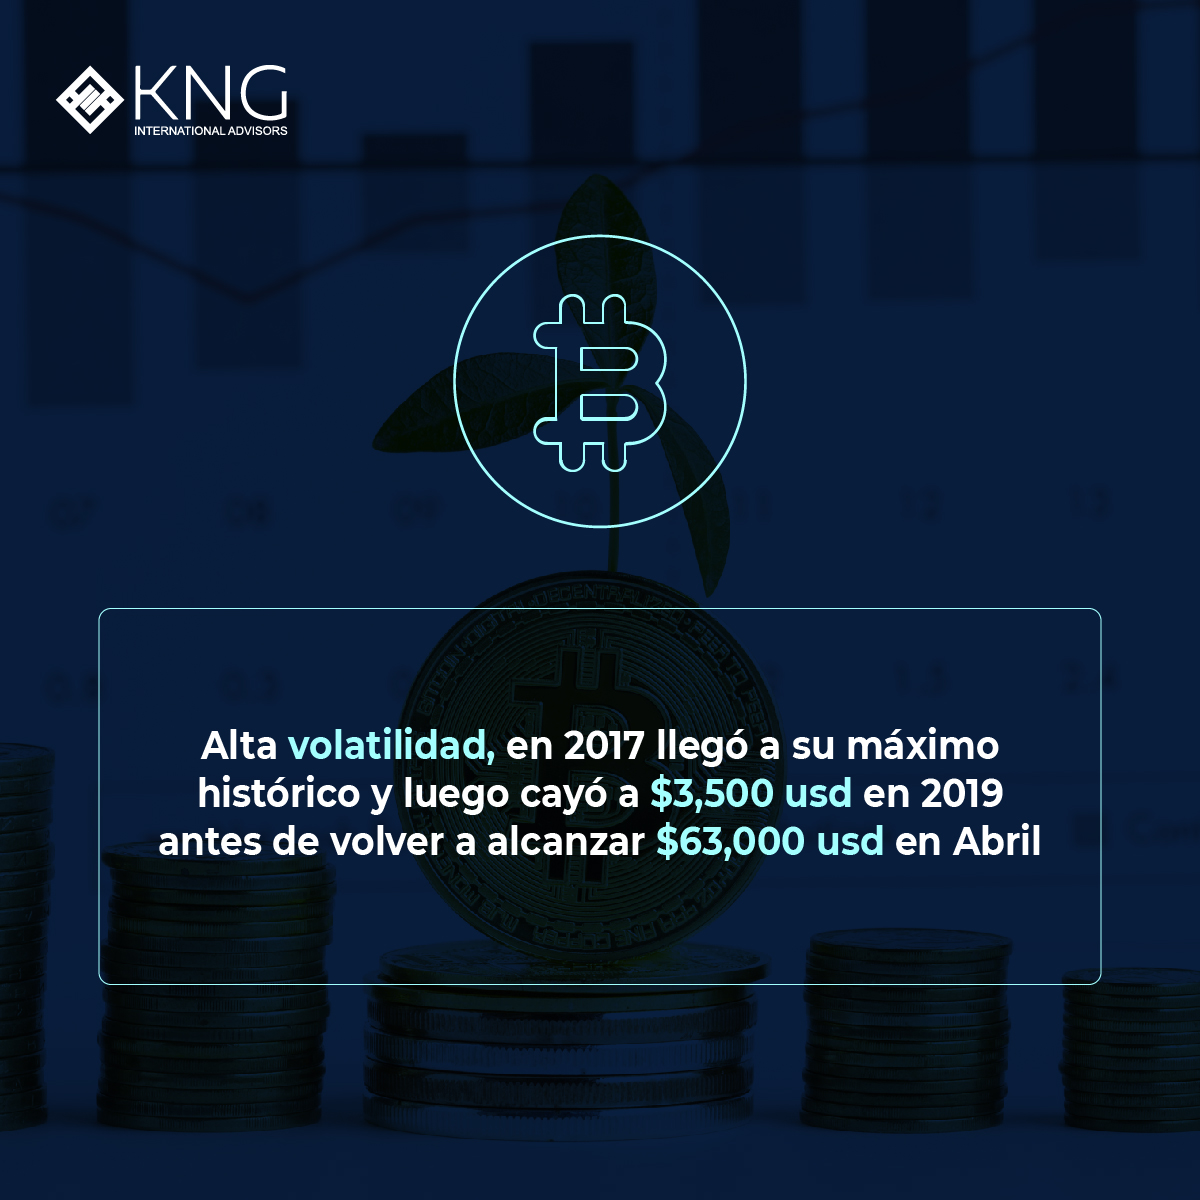 KNG
INTERNATIONAL ADVISORS
Alta volatilidad, en 2017 llegó a su máximo
histórico y luego cayó a $3,500 usd en 2019
antes de volver a alcanzar $63,000 usd en Abril